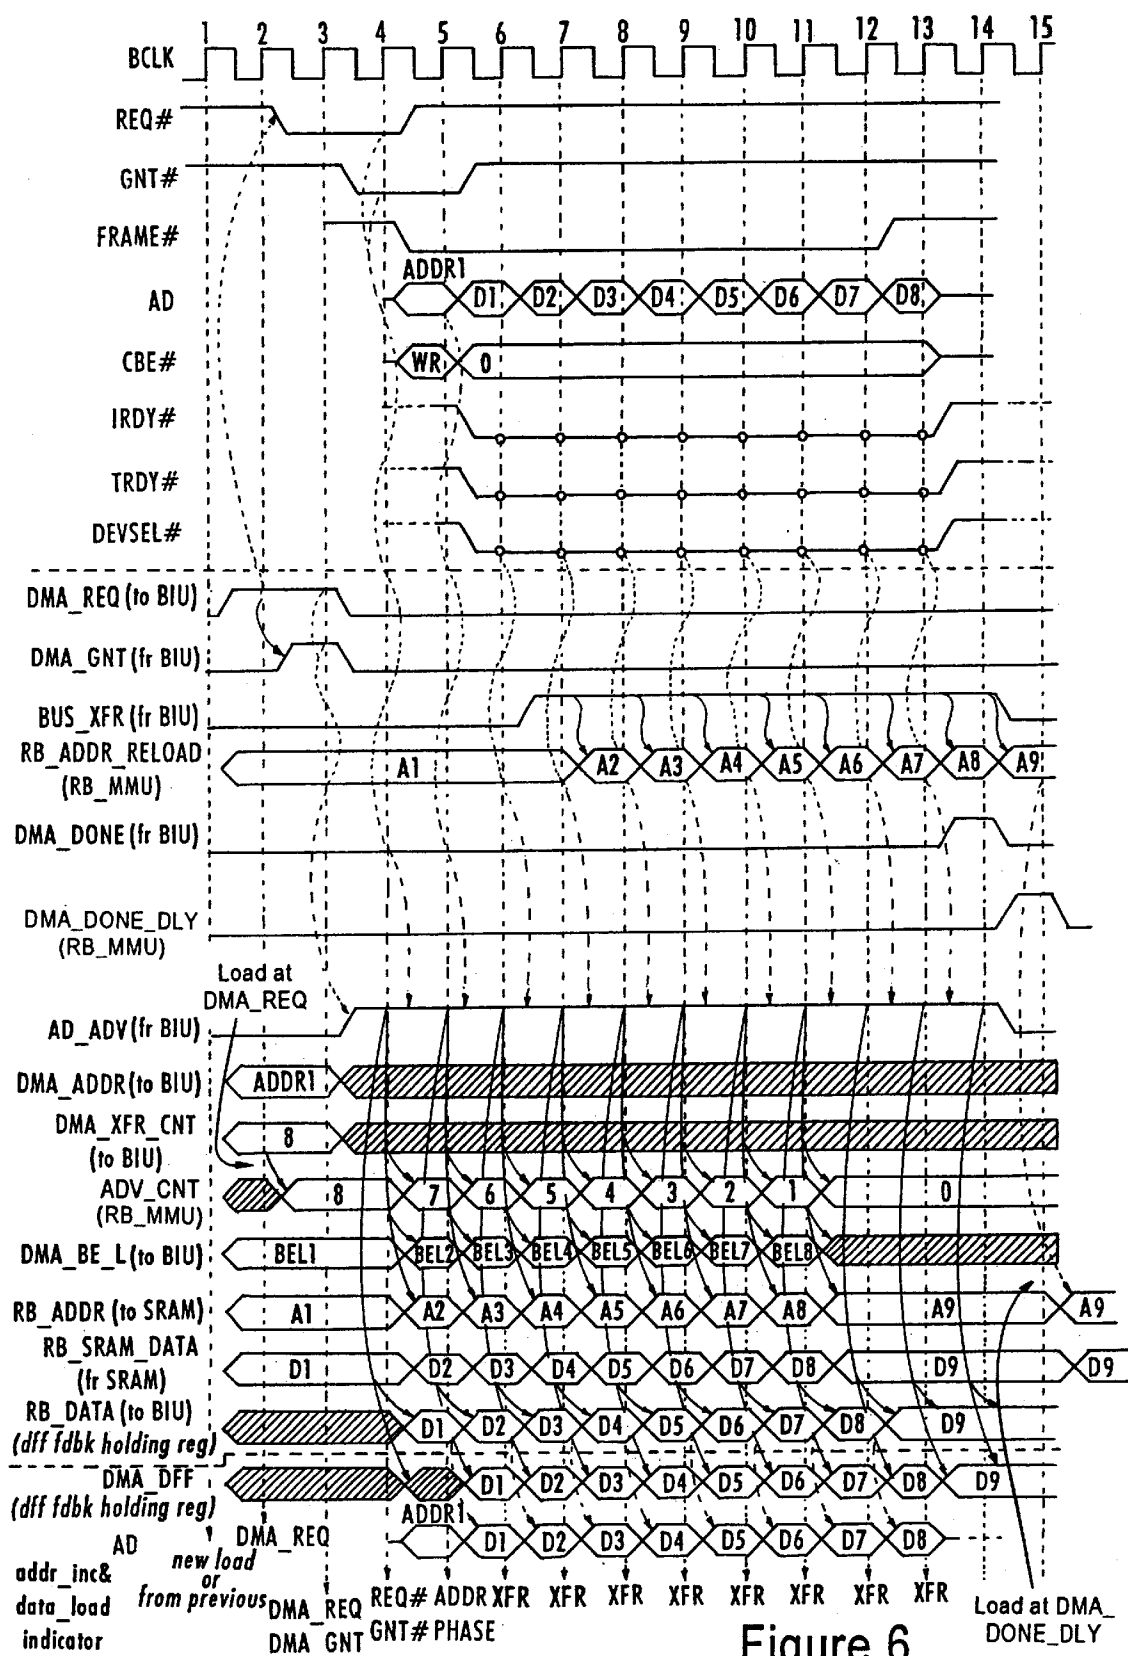 1 2 3 4 5 6 7 8 9 10 11 12 13 14 15
BCLK
REQ#
GNT#
FRAME#
ADDR1
AD D1 D2 D3 D4 D5 D6 D7 D8
CBE# WR 0
IRDY#
TRDY#
DEVSEL#
DMA_REQ (to BIU)
DMA_GNT (fr BIU)
BUS_XFR (fr BIU)
RB_ADDR_RELOAD
(RB_MMU)
A1 A2 A3 A4 A5 A6 A7 A8 A9
DMA_DONE (fr BIU)
DMA_DONE_DLY
(RB_MMU)
Load at
DMA_REQ
AD_ADV (fr BIU)
DMA_ADDR (to BIU) ADDR1
DMA_XFR_CNT
(to BIU)
8
ADV_CNT
(RB_MMU)
8 7 6 5 4 3 2 1 0
DMA_BE_L (to BIU) BEL1 BEL2 BEL3 BEL4 BEL5 BEL6 BEL7 BEL8
RB_ADDR (to SRAM) A1 A2 A3 A4 A5 A6 A7 A8 A9 A9
RB_SRAM_DATA
(fr SRAM)
D1 D2 D3 D4 D5 D6 D7 D8 D9 D9
RB_DATA (to BIU)
(dff fdbk holding reg)
D1 D2 D3 D4 D5 D6 D7 D8 D9
DMA_DFF
(dff fdbk holding reg)
D1 D2 D3 D4 D5 D6 D7 D8 D9
ADDR1
AD D1 D2 D3 D4 D5 D6 D7 D8
addr_inc&
data_load
indicator
new load
or
from previous
DMA_REQ
DMA_REQ
DMA_GNT
REQ#
GNT#
ADDR
PHASE
XFR XFR XFR XFR XFR XFR XFR XFR
Load at DMA_
DONE_DLY
Figure 6